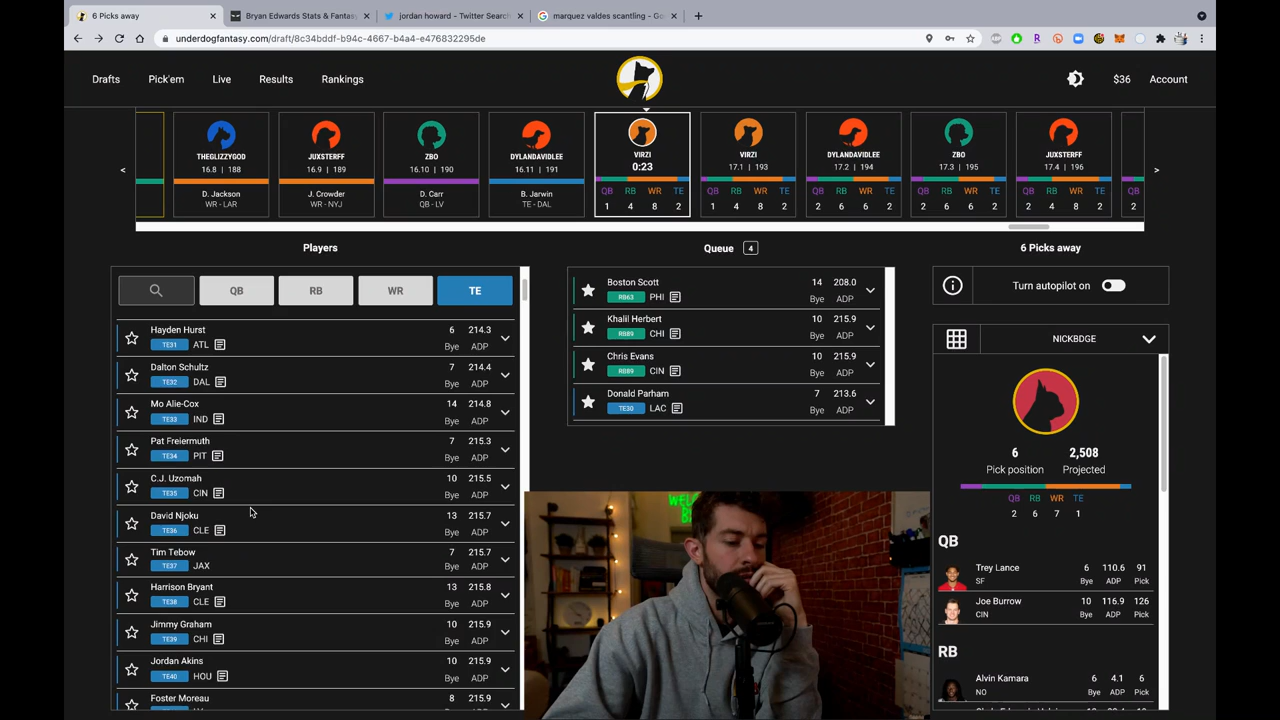 6 Picks away
Bryan Edwards Stats & Fantas
jordan howard - Twitter Search
marquez valdes scantling - Go
underdogfantasy.com/draft/8c34bddf-b94c-4667-b4a4-e476832295de
Drafts Pick'em Live Results Rankings $36 Account
THEGLIZZYGOD JUXSTERFF ZBO DYLANDAVIDLEE VIRZI VIRZI DYLANDAVIDLEE ZBO JUXSTERFF
16.8 | 188 16.9 | 189 16.10 | 190 16.11 | 191 0:23 17.1 | 193 17.2 | 194 17.3 | 195 17.4 | 196
< >
D. Jackson J. Crowder D. Carr B. Jarwin QB RB WR TE QB RB WR TE QB RB WR TE QB RB WR TE QB RB WR TE QB
WR - LAR WR - NYJ QB - LV TE - DAL 1 4 8 2 1 4 8 2 2 6 6 2 2 6 6 2 2 4 8 2 2
Players Queue 4 6 Picks away
QB RB WR TE
Turn autopilot on
Hayden Hurst 6 214.3
TE31 ATL Bye ADP
Dalton Schultz 7 214.4
TE32 DAL Bye ADP
Mo Alie-Cox 14 214.8
TE33 IND Bye ADP
Pat Freiermuth 7 215.3
TE34 PIT Bye ADP
C.J. Uzomah 10 215.5
TE35 CIN Bye ADP
David Njoku 13 215.7
TE36 CLE Bye ADP
Tim Tebow 7 215.7
TE37 JAX Bye ADP
Harrison Bryant 13 215.8
TE38 CLE Bye ADP
Jimmy Graham 10 215.9
TE39 CHI Bye ADP
Jordan Akins 10 215.9
TE40 HOU Bye ADP
Foster Moreau 8 215.9
Boston Scott 14 208.0
RB63 PHI Bye ADP
Khalil Herbert 10 215.9
RB89 CHI Bye ADP
Chris Evans 10 215.9
RB89 CIN Bye ADP
Donald Parham 7 213.6
TE30 LAC Bye ADP
NICKBDGE
6 2,508
Pick position Projected
QB RB WR TE
2 6 7 1
QB
Trey Lance 6 110.6 91
SF Bye ADP Pick
Joe Burrow 10 116.9 126
CIN Bye ADP Pick
RB
Alvin Kamara 6 4.1 6
NO Bye ADP Pick